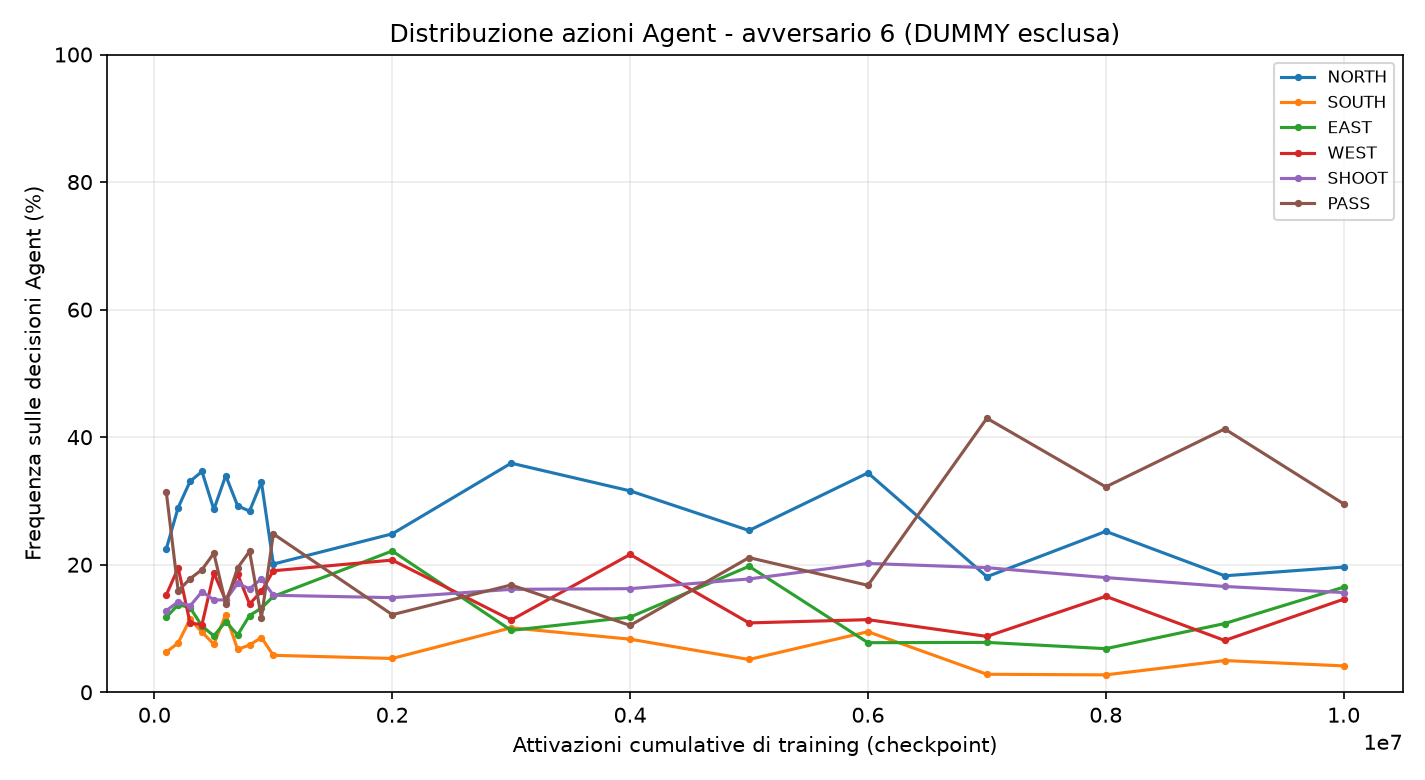 Distribuzione azioni Agent - avversario 6 (DUMMY esclusa)
Frequenza sulle decisioni Agent (%)
100
80
60
40
20
0
NORTH
SOUTH
EAST
WEST
SHOOT
PASS
0.0
0.2
0.4
0.6
0.8
1.0
1e7
Attivazioni cumulative di training (checkpoint)